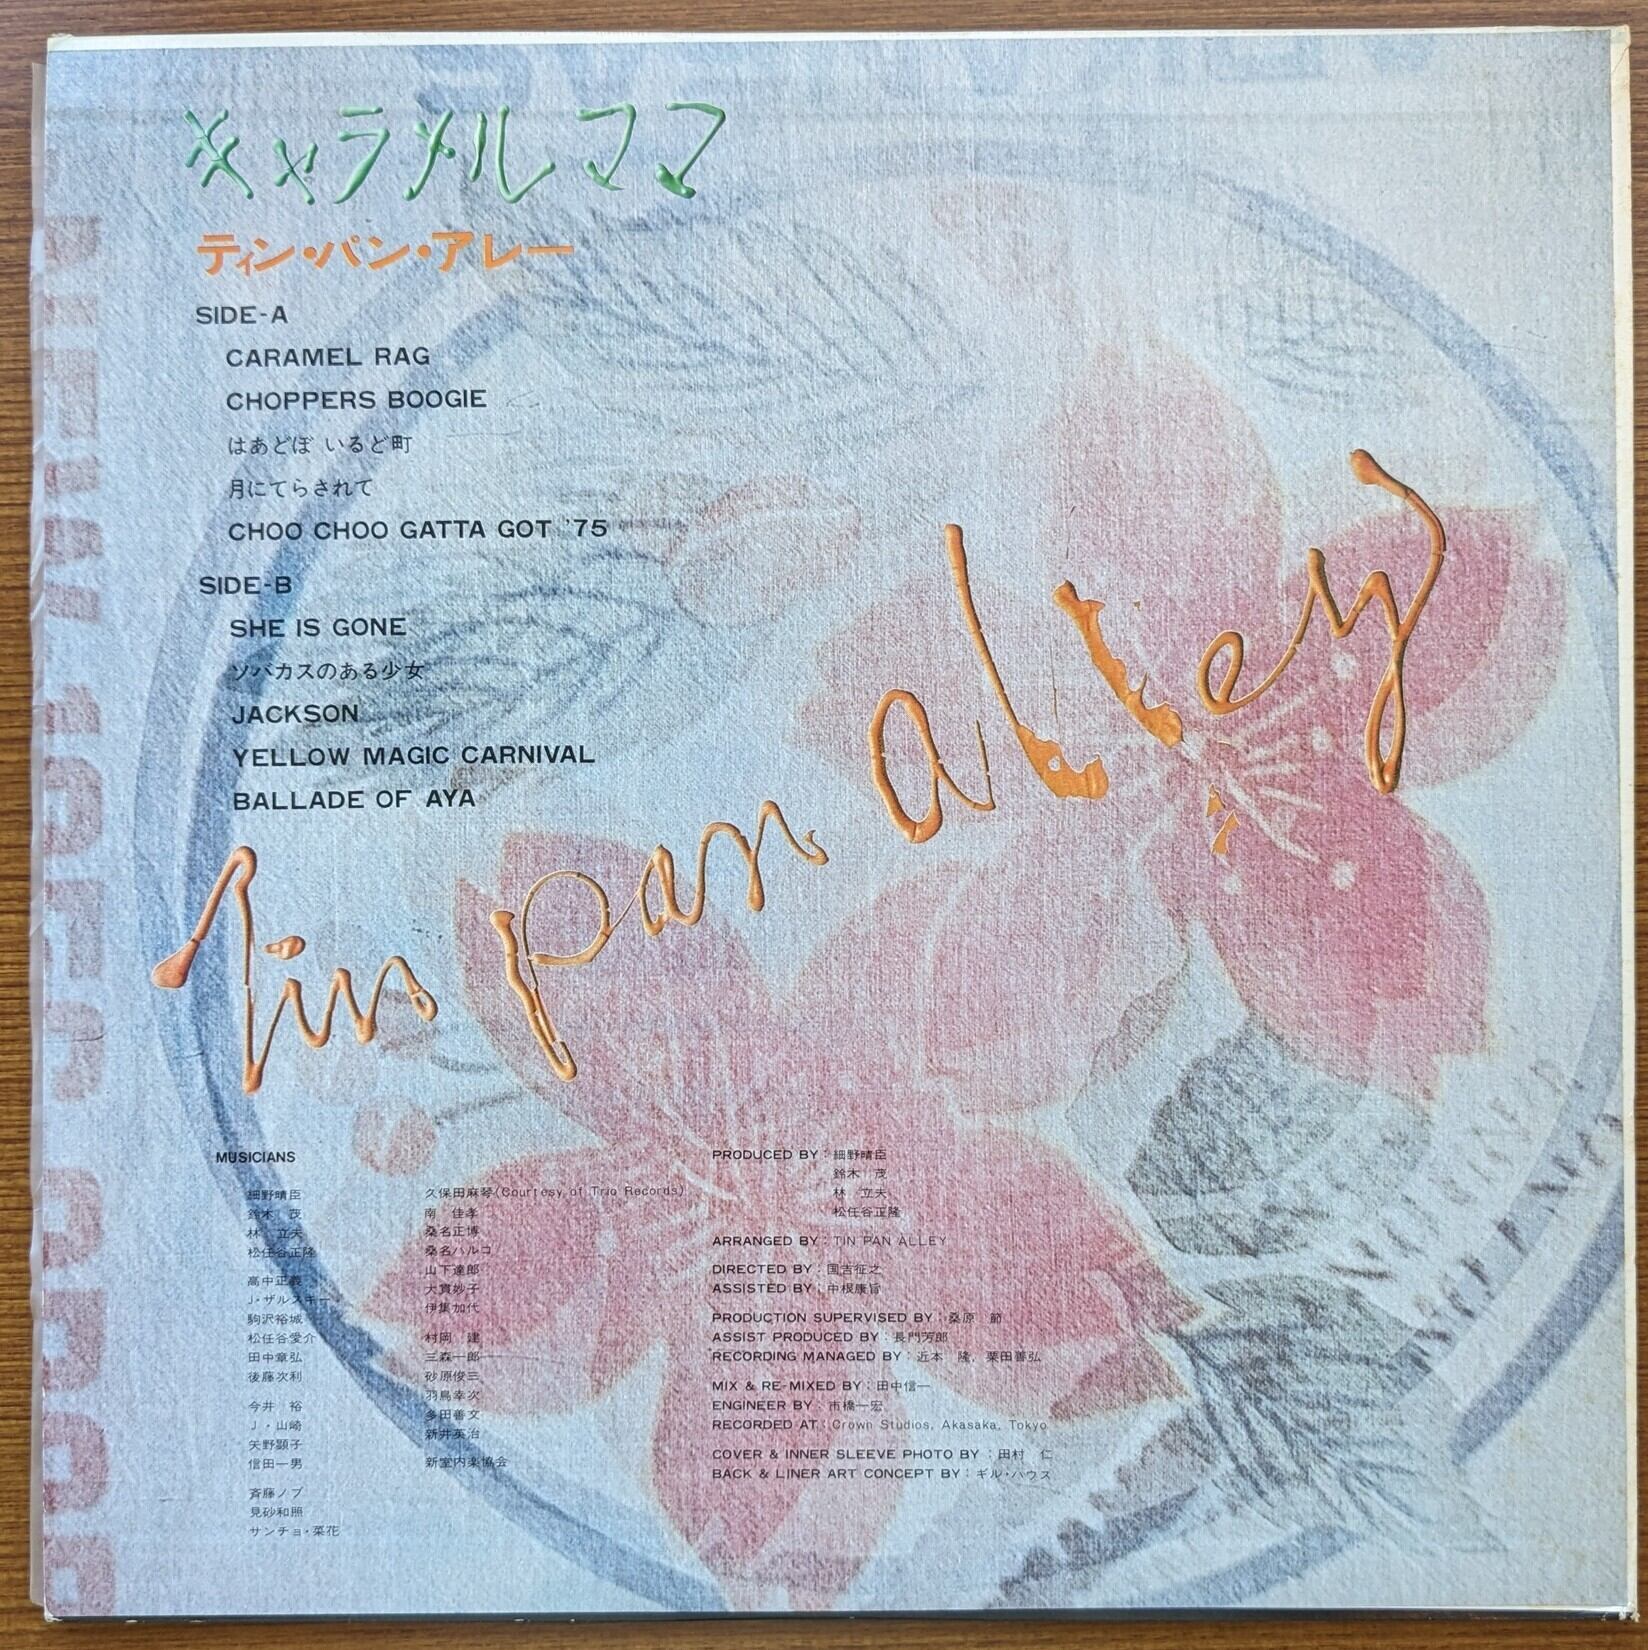 キャラメル ママ
ティン・パン・アレー
SIDE-A
CARAMEL RAG
CHOPPERS BOOGIE
はあどぼいるど町
月にてらされて
CHOO CHOO GATTA GOT '75
SIDE-B
SHE IS GONE
ソバカスのある少女
JACKSON
YELLOW MAGIC CARNIVAL
BALLADE OF AYA
Tin pan alley
MUSICIANS
細野晴臣
鈴木 茂
林 立夫
松任谷正隆
高中正義
J・ザルスキー
駒沢裕城
松任谷愛介
田中章弘
後藤次利
今井 裕
J・山崎
矢野顕子
信田一男
斉藤ノブ
見砂和照
サンチョ・菜花
久保田麻琴(Courtesy of Trio Records)
南 佳孝
桑名正博
桑名ハルコ
山下達郎
大貫妙子
伊集加代
村岡 建
三森一郎
砂原俊三
羽鳥幸次
多田善文
新井英治
新室内楽協会
PRODUCED BY：細野晴臣
鈴木 茂
林 立夫
松任谷正隆
ARRANGED BY：TIN PAN ALLEY
DIRECTED BY：国吉征之
ASSISTED BY：中根康旨
PRODUCTION SUPERVISED BY：桑原 節
ASSIST PRODUCED BY：長門芳郎
RECORDING MANAGED BY：近本 隆, 栗田善弘
MIX & RE-MIXED BY：田中信一
ENGINEER BY：市橋一宏
RECORDED AT：Crown Studios, Akasaka, Tokyo
COVER & INNER SLEEVE PHOTO BY：田村 仁
BACK & LINER ART CONCEPT BY：ギル・ハウス